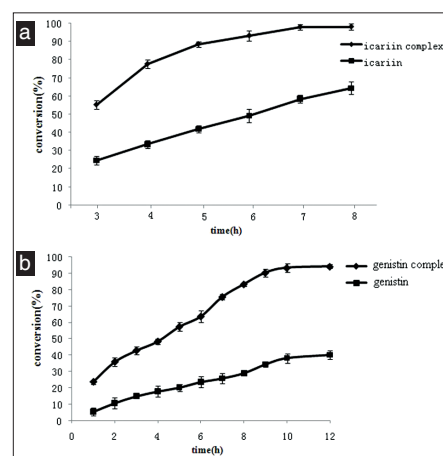 a
100
90
80
70
60
50
40
30
20
10
0
conversion(%)
3 4 5 6 7 8
time(h)
icariin complex
icariin
b
100
90
80
70
60
50
40
30
20
10
0
conversion(%)
0 2 4 6 8 10 12
time(h)
genistin comple
genistin